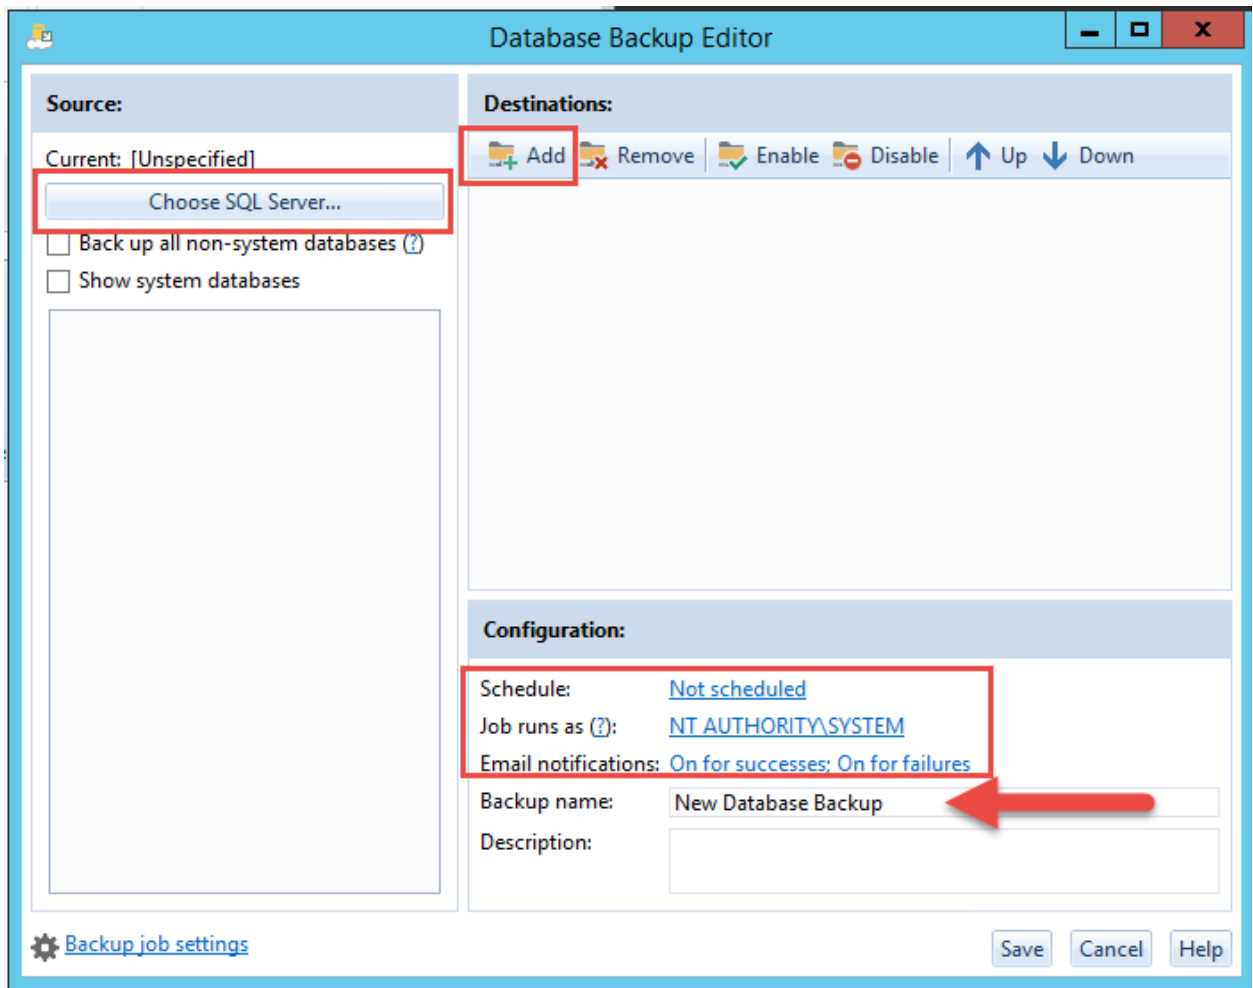 Database Backup Editor
Source:
Current: [Unspecified]
Choose SQL Server...
Back up all non-system databases (?)
Show system databases
Destinations:
Add Remove Enable Disable Up Down
Configuration:
Schedule: Not scheduled
Job runs as (?): NT AUTHORITY\SYSTEM
Email notifications: On for successes; On for failures
Backup name: New Database Backup
Description:
Backup job settings
Save Cancel Help